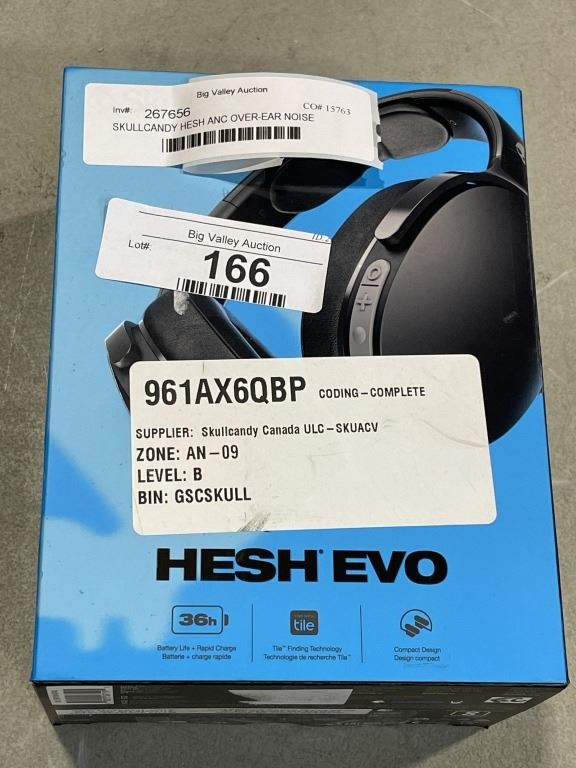 Big Valley Auction
Inv#: 267656 CO#:15763
SKULLCANDY HESH ANC OVER-EAR NOISE
Big Valley Auction
Lot#: 166
961AX6QBP CODING-COMPLETE
SUPPLIER: Skullcandy Canada ULC-SKUACV
ZONE: AN-09
LEVEL: B
BIN: GSCSKULL
HESH® EVO
36h
tile
Battery Life + Rapid Charge
Batterie + charge rapide
Tile™ Finding Technology
Technologie de recherche Tile™
Compact Design
Design compact